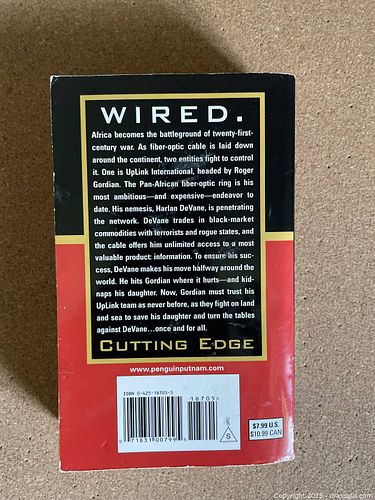 WIRED.
Africa becomes the battleground of twenty-first-
century war. As fiber-optic cable is laid down
around the continent, two entities fight to control
it. One is UpLink International, headed by Roger
Gordian. The Pan-African fiber-optic ring is his
most ambitious—and expensive—endeavor to
date. His nemesis, Harlan DeVane, is penetrating
the network. DeVane trades in black-market
commodities with terrorists and rogue states, and
the cable offers him unlimited access to a most
valuable product: information. To ensure his suc-
cess, DeVane makes his move halfway around the
world. He hits Gordian where it hurts—and kid-
naps his daughter. Now, Gordian must trust his
UpLink team as never before, as they fight on land
and sea to save his daughter and turn the tables
against DeVane...once and for all.
CUTTING EDGE
www.penguinputnam.com
ISBN 0-425-18705-5
18705>
0 71831 00799 1
UPC
S
$7.99 U.S.
$10.99 CAN